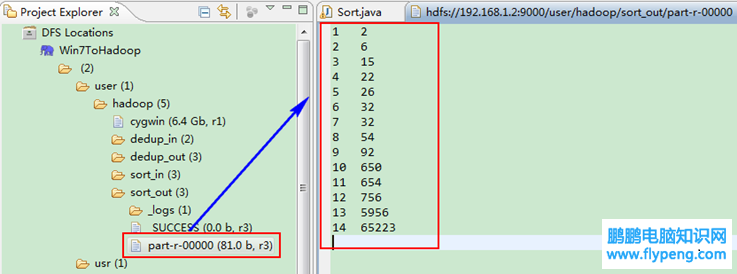 Project Explorer
DFS Locations
Win7ToHadoop
(2)
user (1)
hadoop (5)
cygwin (6.4 Gb, r1)
dedup_in (2)
dedup_out (3)
sort_in (3)
sort_out (3)
_logs (1)
_SUCCESS (0.0 b, r3)
part-r-00000 (81.0 b, r3)
usr (1)
Sort.java
hdfs://192.168.1.2:9000/user/hadoop/sort_out/part-r-00000
1 2
2 6
3 15
4 22
5 26
6 32
7 32
8 54
9 92
10 650
11 654
12 756
13 5956
14 65223
鹏鹏电脑知识网
www.flypeng.com